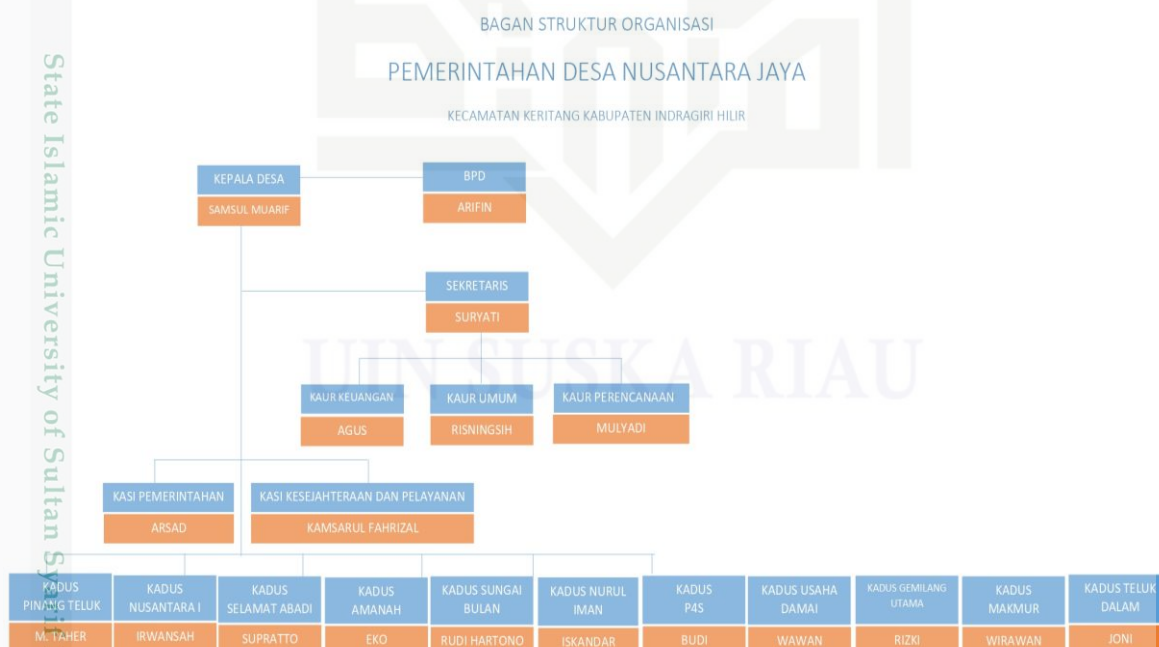 BAGAN STRUKTUR ORGANISASI
PEMERINTAHAN DESA NUSANTARA JAYA
KECAMATAN KERITANG KABUPATEN INDRAGIRI HILIR
State Islamic University of Sultan Syarif
UIN SUSKA RIAU
KEPALA DESA
SAMSUL MUARIF
BPD
ARIFIN
SEKRETARIS
SURYATI
KAUR KEUANGAN
AGUS
KAUR UMUM
RISNINGSIH
KAUR PERENCANAAN
MULYADI
KASI PEMERINTAHAN
ARSAD
KASI KESEJAHTERAAN DAN PELAYANAN
KAMSARUL FAHRIZAL
KADUS
PINANG TELUK
M. TAHER
KADUS
NUSANTARA I
IRWANSAH
KADUS
SELAMAT ABADI
SUPRATTO
KADUS
AMANAH
EKO
KADUS SUNGAI
BULAN
RUDI HARTONO
KADUS NURUL
IMAN
ISKANDAR
KADUS
P4S
BUDI
KADUS USAHA
DAMAI
WAWAN
KADUS GEMILANG
UTAMA
RIZKI
KADUS
MAKMUR
WIRAWAN
KADUS TELUK
DALAM
JONI